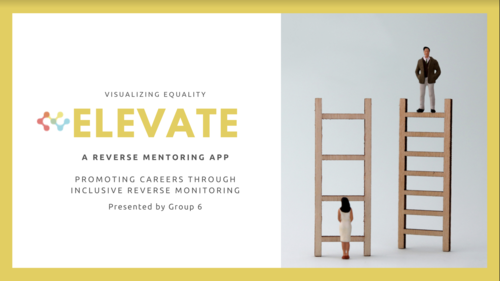 VISUALIZING EQUALITY
ELEVATE
A REVERSE MENTORING APP
PROMOTING CAREERS THROUGH
INCLUSIVE REVERSE MONITORING
Presented by Group 6